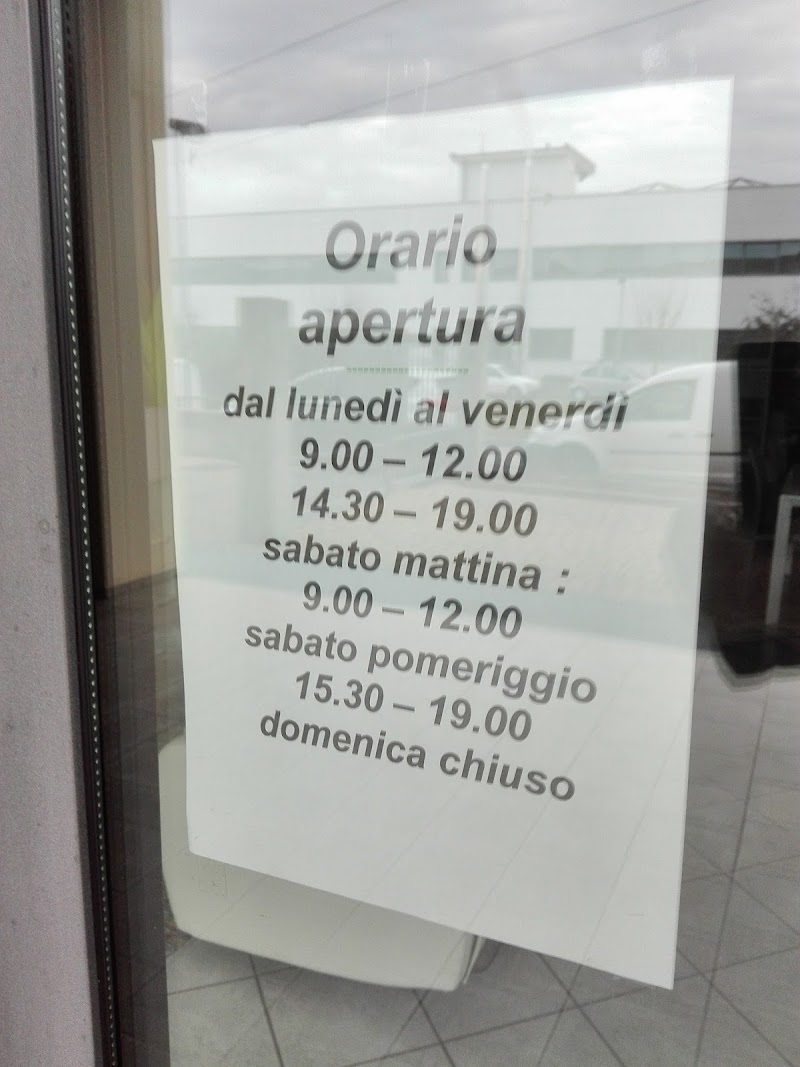 Orario
apertura
dal lunedì al venerdì
9.00 – 12.00
14.30 – 19.00
sabato mattina :
9.00 – 12.00
sabato pomeriggio
15.30 – 19.00
domenica chiuso